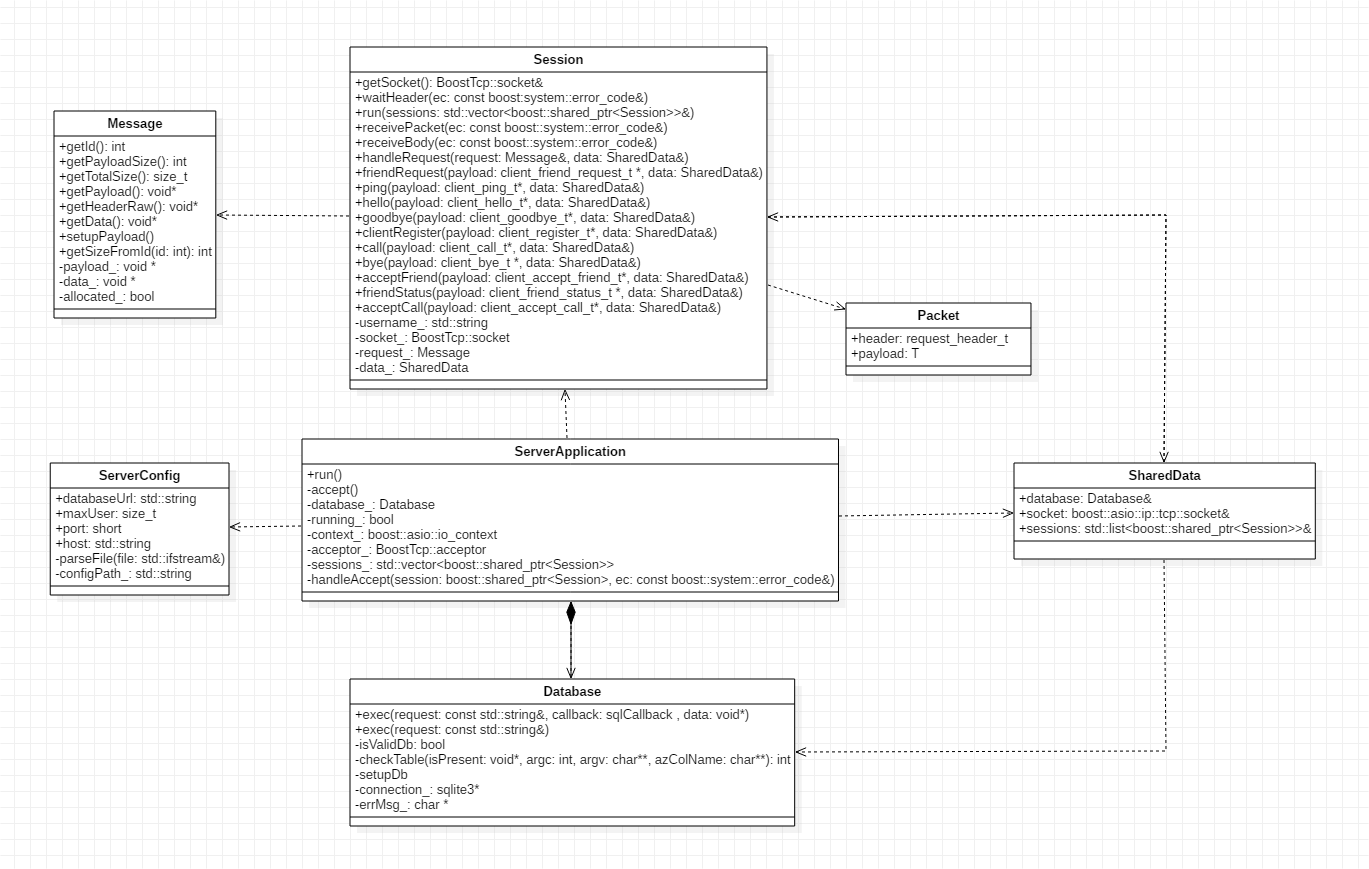 Session
+getSocket(): BoostTcp::socket&
+waitHeader(ec: const boost:system::error_code&)
+run(sessions: std::vector<boost::shared_ptr<Session>>&)
+receivePacket(ec: const boost::system::error_code&)
+receiveBody(ec: const boost::system::error_code&)
+handleRequest(request: Message&, data: SharedData&)
+friendRequest(payload: client_friend_request_t *, data: SharedData&)
+ping(payload: client_ping_t*, data: SharedData&)
+hello(payload: client_hello_t*, data: SharedData&)
+goodbye(payload: client_goodbye_t*, data: SharedData&)
+clientRegister(payload: client_register_t*, data: SharedData&)
+call(payload: client_call_t*, data: SharedData&)
+bye(payload: client_bye_t *, data: SharedData&)
+acceptFriend(payload: client_accept_friend_t*, data: SharedData&)
+friendStatus(payload: client_friend_status_t *, data: SharedData&)
+acceptCall(payload: client_accept_call_t*, data: SharedData&)
-username_: std::string
-socket_: BoostTcp::socket
-request_: Message
-data_: SharedData
Message
+getId(): int
+getPayloadSize(): int
+getTotalSize(): size_t
+getPayload(): void*
+getHeaderRaw(): void*
+getData(): void*
+setupPayload()
+getSizeFromId(id: int): int
-payload_: void *
-data_: void *
-allocated_: bool
Packet
+header: request_header_t
+payload: T
ServerApplication
+run()
-accept()
-database_: Database
-running_: bool
-context_: boost::asio::io_context
-acceptor_: BoostTcp::acceptor
-sessions_: std::vector<boost::shared_ptr<Session>>
-handleAccept(session: boost::shared_ptr<Session>, ec: const boost::system::error_code&)
ServerConfig
+databaseUrl: std::string
+maxUser: size_t
+port: short
+host: std::string
-parseFile(file: std::ifstream&)
-configPath_: std::string
SharedData
+database: Database&
+socket: boost::asio::ip::tcp::socket&
+sessions: std::list<boost::shared_ptr<Session>>&
Database
+exec(request: const std::string&, callback: sqlCallback , data: void*)
+exec(request: const std::string&)
-isValidDb: bool
-checkTable(isPresent: void*, argc: int, argv: char**, azColName: char**): int
-setupDb
-connection_: sqlite3*
-errMsg_: char *